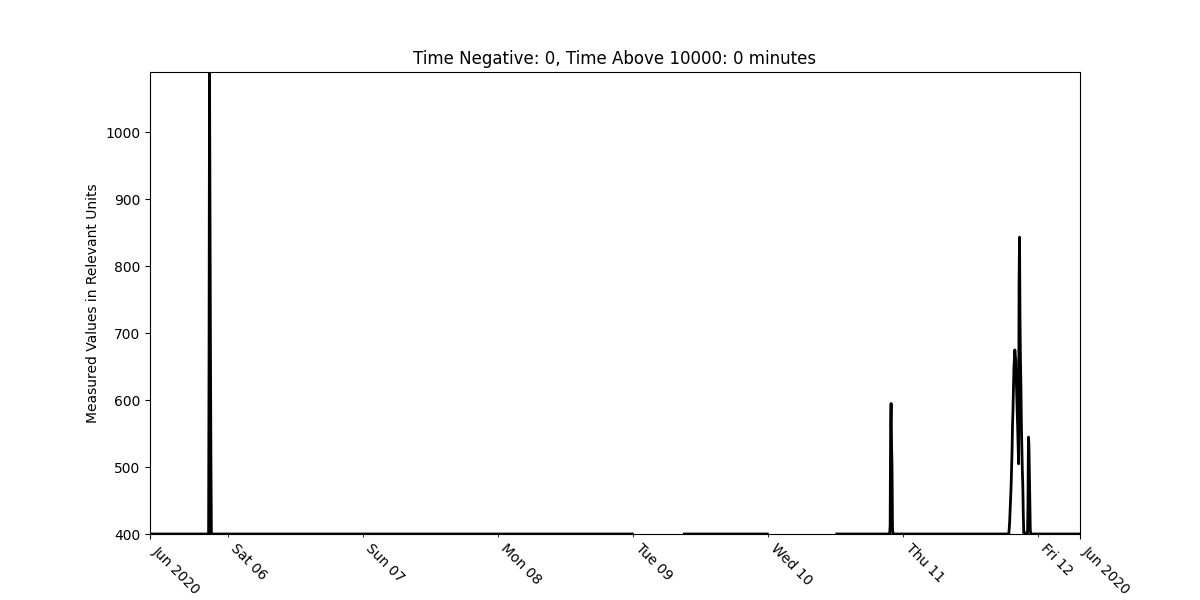 Time Negative: 0, Time Above 10000: 0 minutes
Measured Values in Relevant Units
1000
900
800
700
600
500
400
Jun 2020
Sat 06
Sun 07
Mon 08
Tue 09
Wed 10
Thu 11
Fri 12
Jun 2020